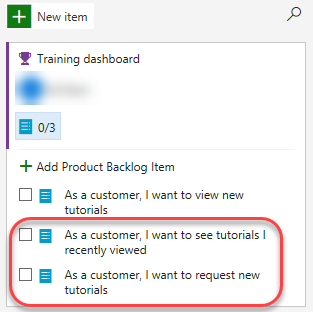 New item
Training dashboard
0/3
Add Product Backlog Item
As a customer, I want to view new
tutorials
As a customer, I want to see tutorials I
recently viewed
As a customer, I want to request new
tutorials